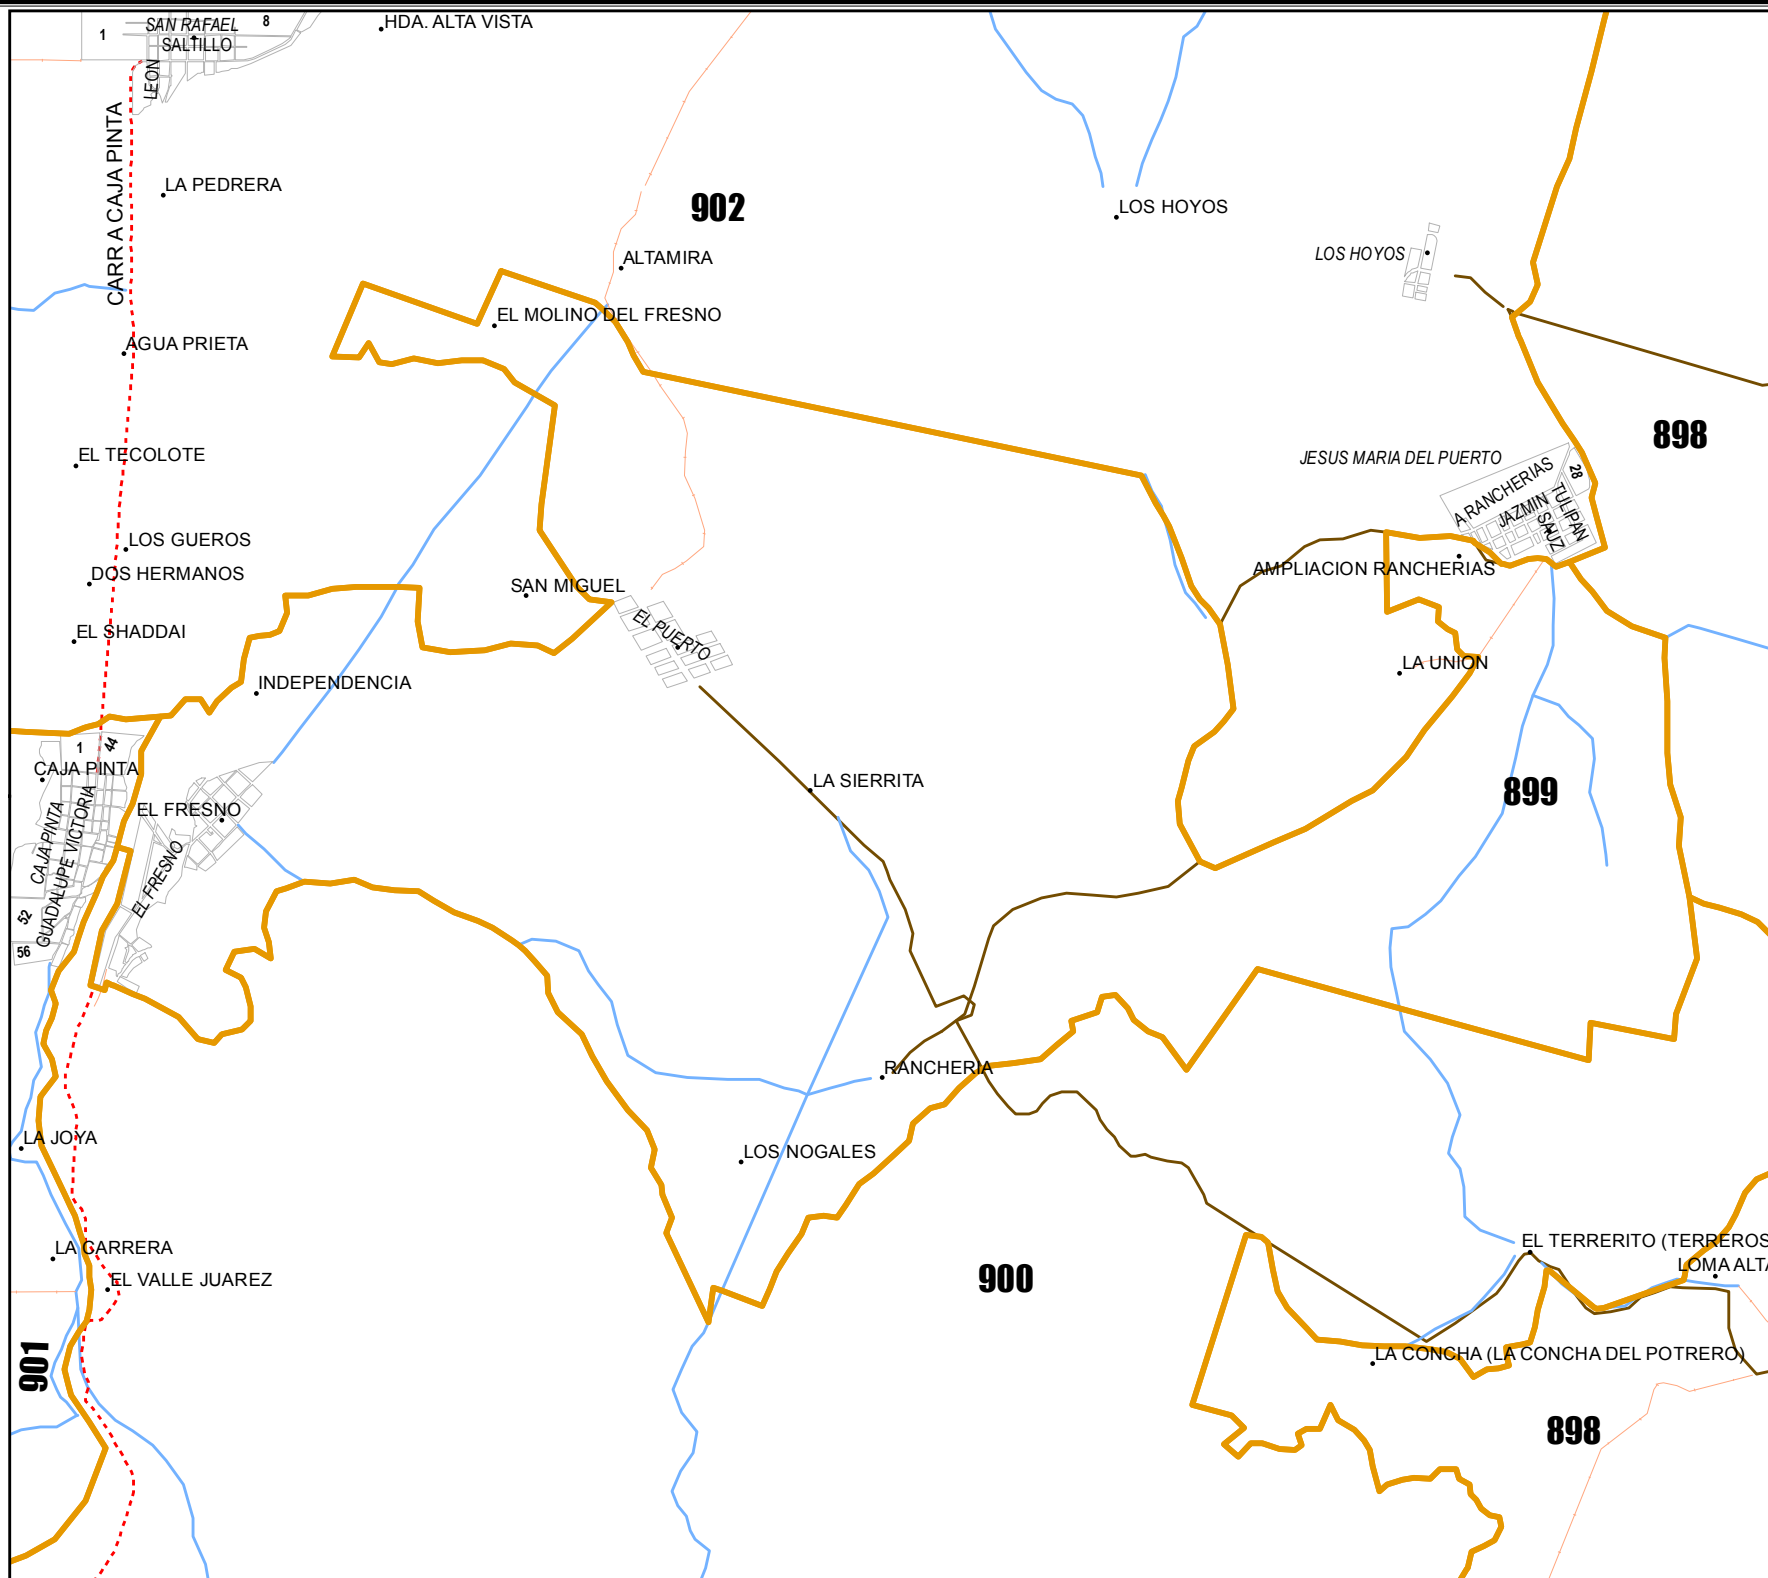 SAN RAFAEL
8
HDA. ALTA VISTA
1
SALTILLO
LEON
CARR A CAJA PINTA
LA PEDRERA
902
LOS HOYOS
LOS HOYOS
ALTAMIRA
EL MOLINO DEL FRESNO
AGUA PRIETA
898
EL TECOLOTE
JESUS MARIA DEL PUERTO
A RANCHERIAS
28
JAZMIN
TULIPAN
SAUZ
LOS GUEROS
DOS HERMANOS
AMPLIACION RANCHERIAS
SAN MIGUEL
EL PUERTO
EL SHADDAI
LA UNION
INDEPENDENCIA
1
44
CAJA PINTA
LA SIERRITA
899
EL FRESNO
CAJA PINTA
GUADALUPE VICTORIA
EL FRESNO
52
56
RANCHERIA
LA JOYA
LOS NOGALES
LA CARRERA
EL TERRERITO (TERREROS
LOMA ALTA
EL VALLE JUAREZ
900
901
LA CONCHA (LA CONCHA DEL POTRERO)
898